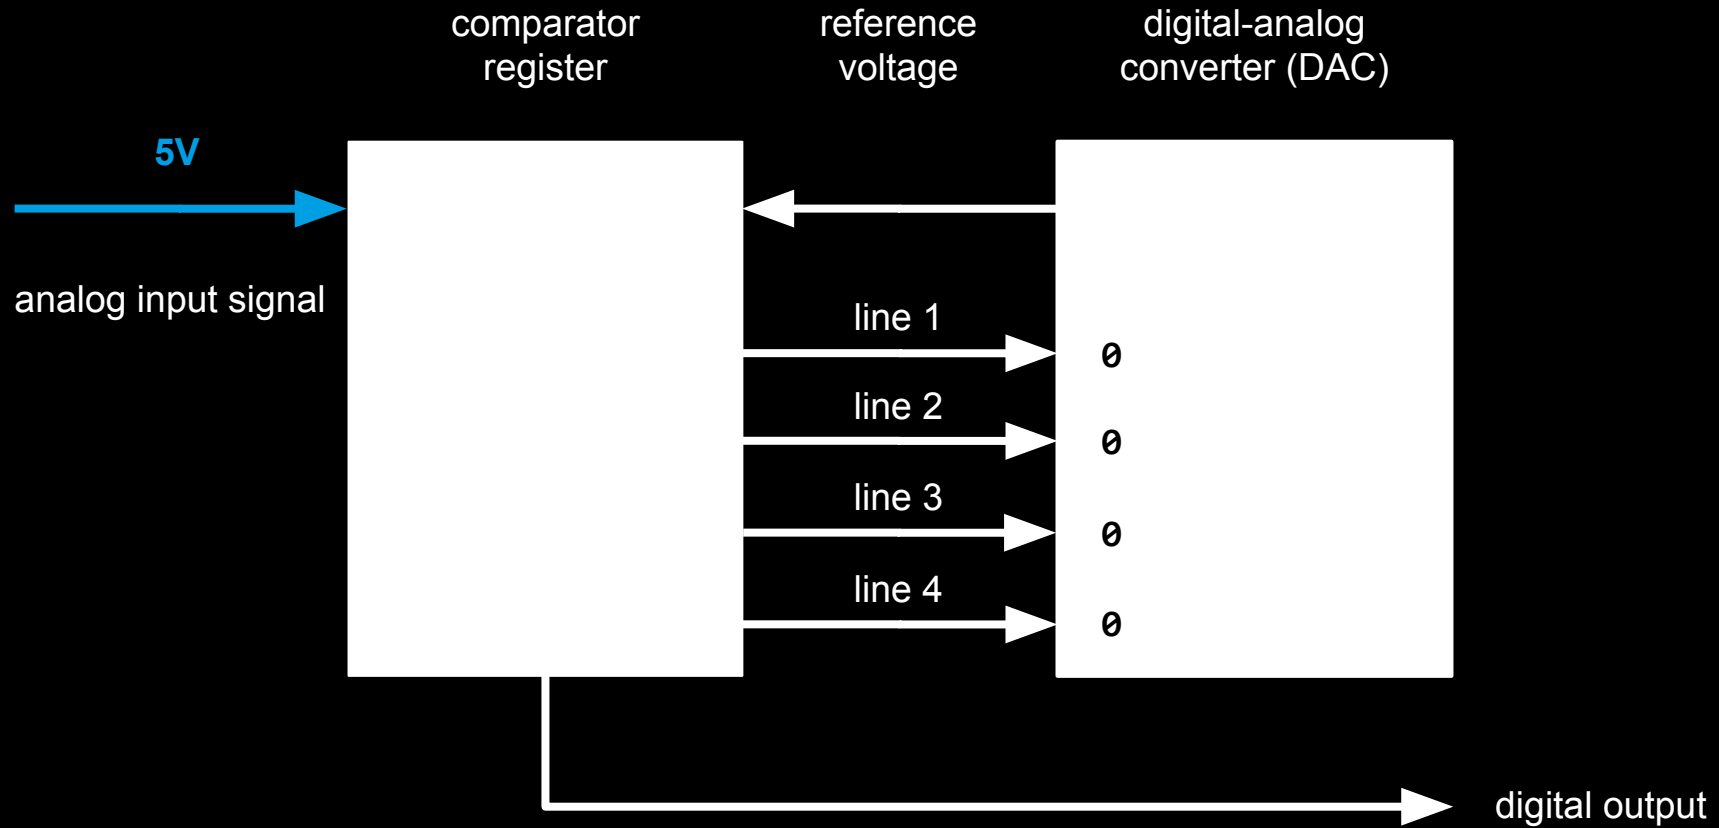 comparator
register
reference
voltage
digital-analog
converter (DAC)
5V
analog input signal
line 1
0
line 2
0
line 3
0
line 4
0
digital output